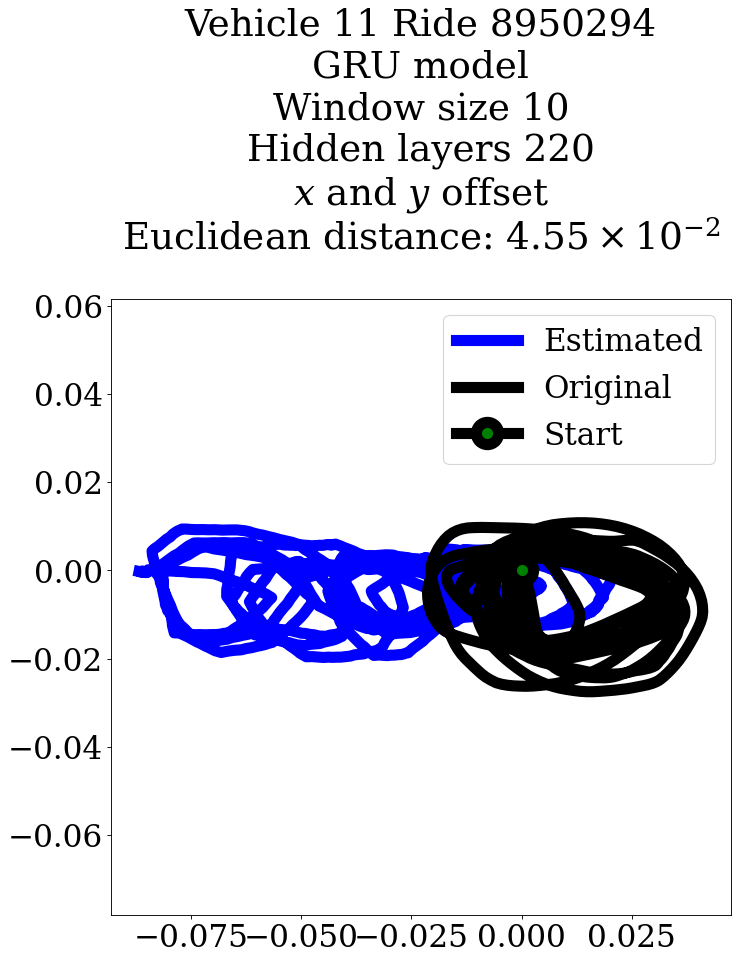 Vehicle 11 Ride 8950294
GRU model
Window size 10
Hidden layers 220
x and y offset
Euclidean distance: 4.55 × 10⁻²
0.06
0.04
0.02
0.00
−0.02
−0.04
−0.06
Estimated
Original
Start
−0.075 −0.050 −0.025 0.000 0.025